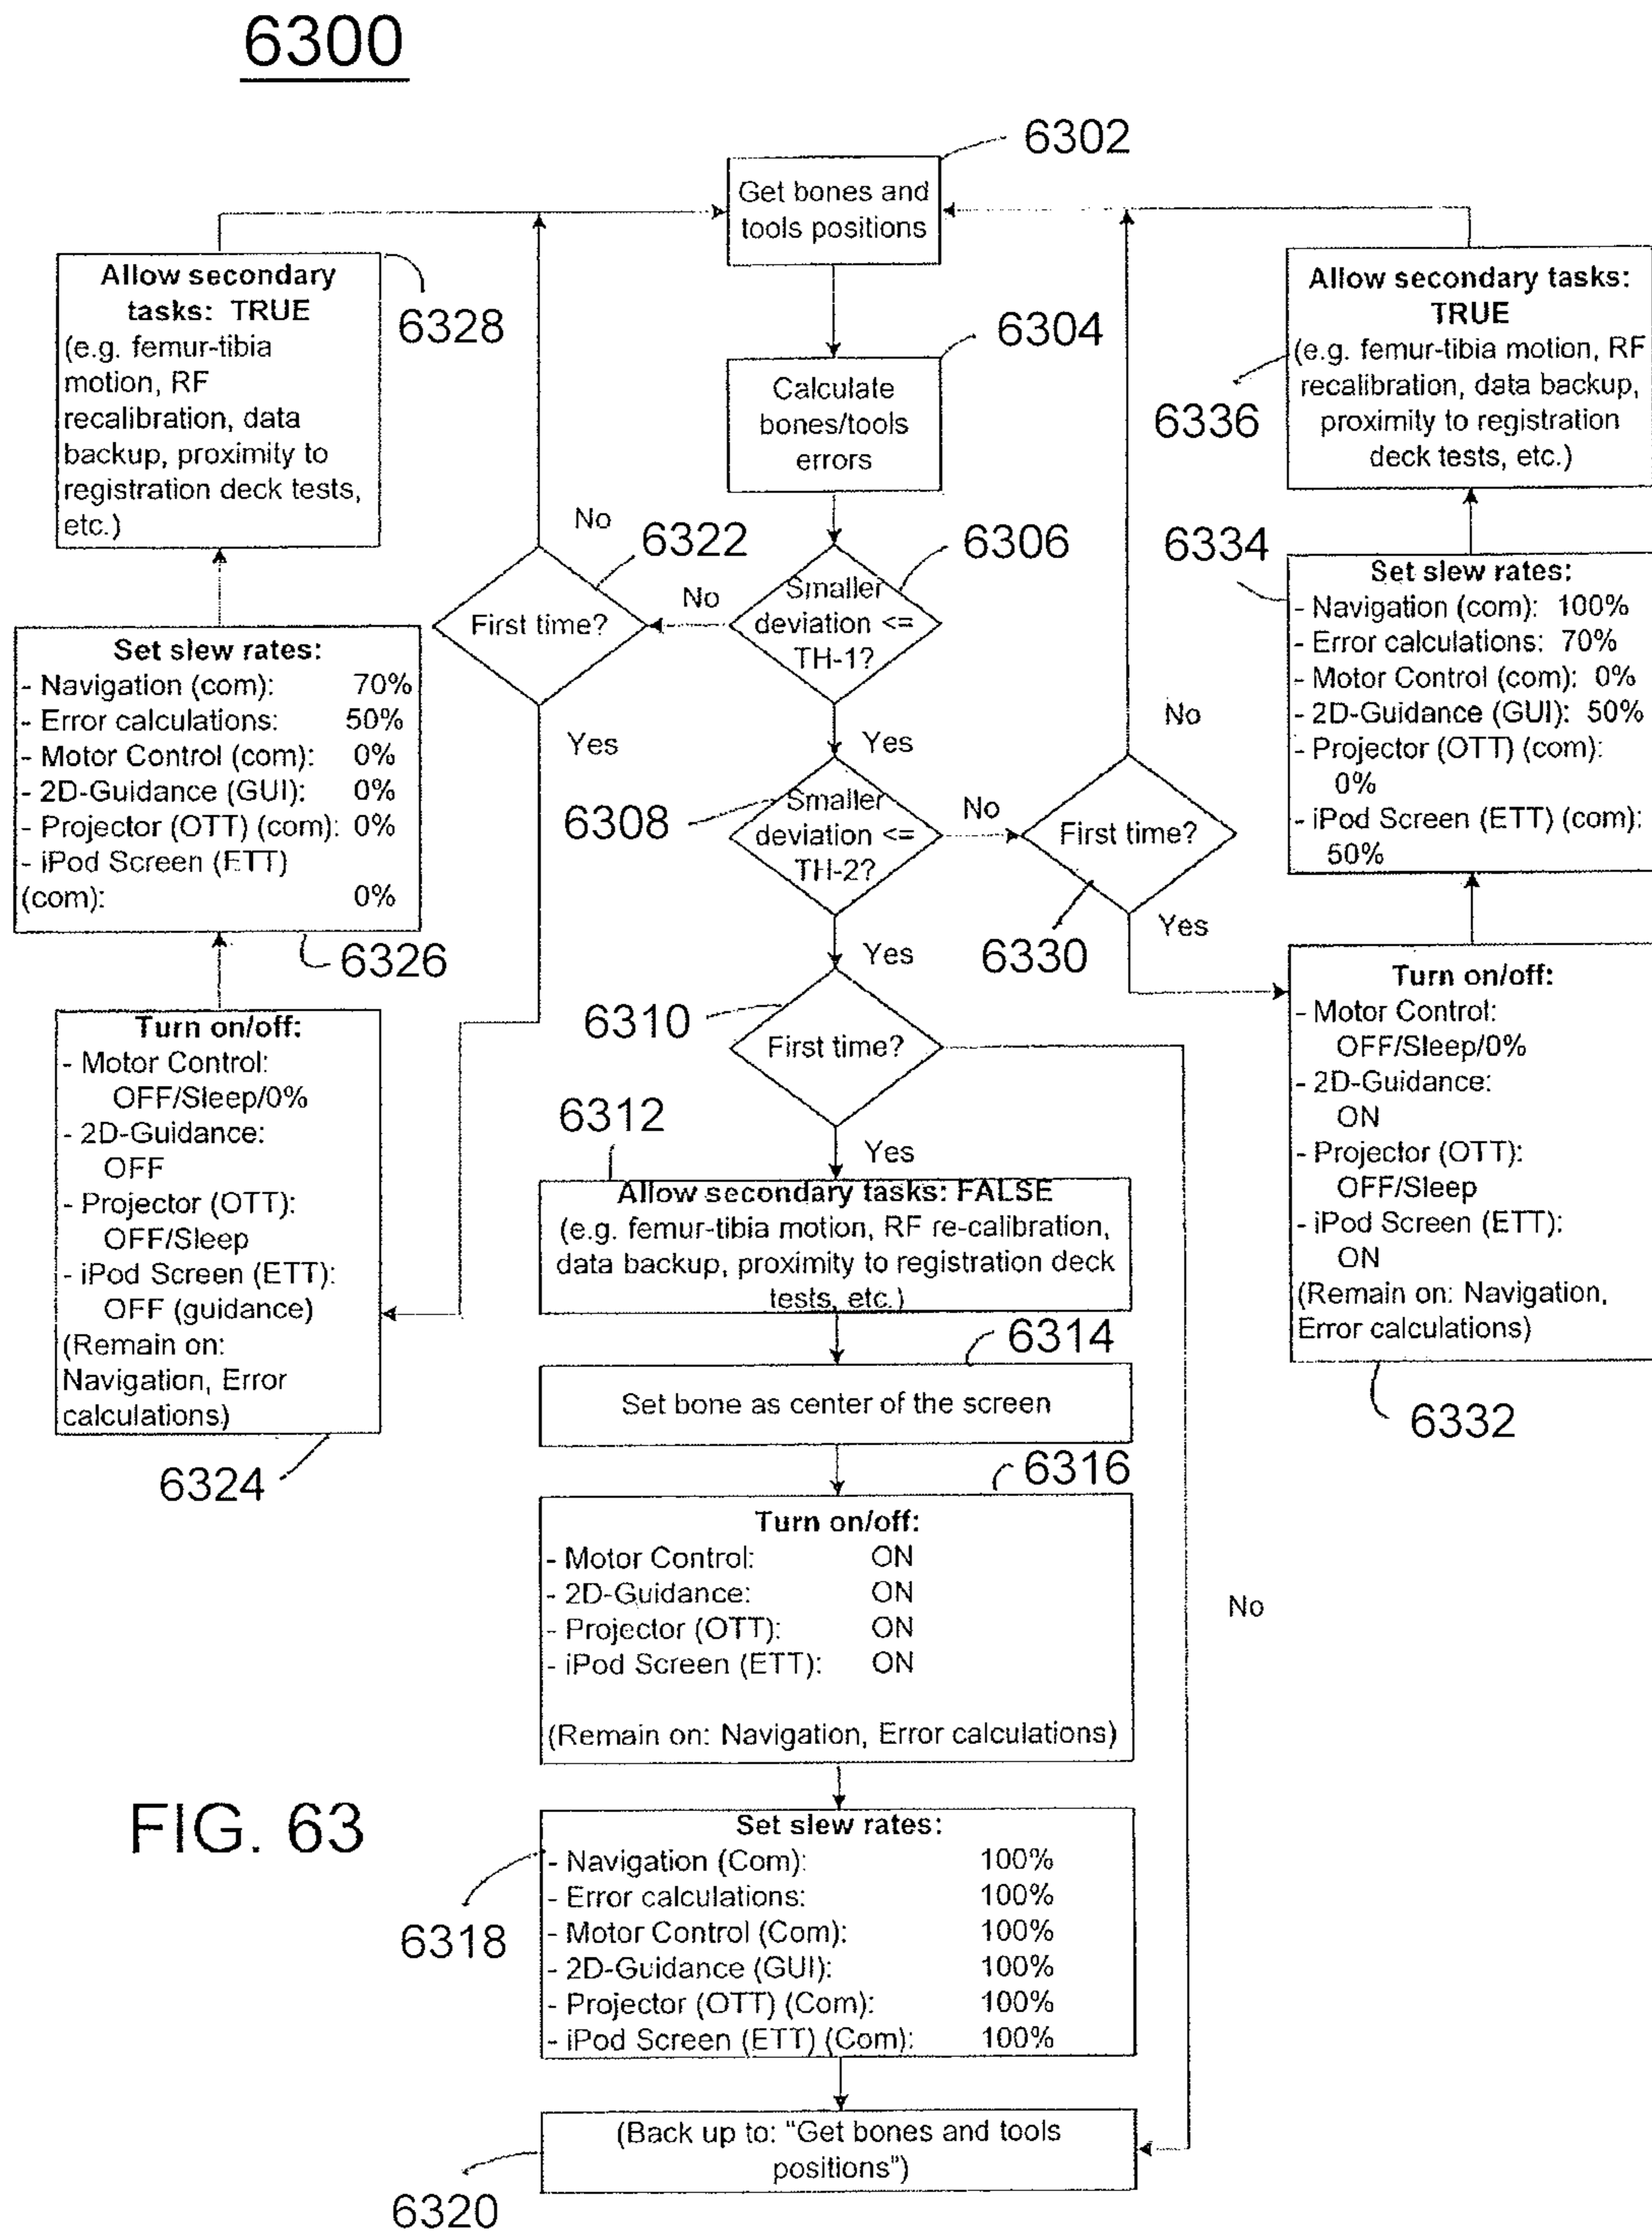 6300
6302
Get bones and
tools positions
6304
Calculate
bones/tools
errors
6306
Smaller
deviation <=
TH-1?
No
Yes
6322
First time?
No
Yes
6328
Allow secondary
tasks: TRUE
(e.g. femur-tibia
motion, RF
recalibration, data
backup, proximity to
registration deck tests,
etc.)
Set slew rates:
- Navigation (com): 70%
- Error calculations: 50%
- Motor Control (com): 0%
- 2D-Guidance (GUI): 0%
- Projector (OTT) (com): 0%
- iPod Screen (ETT)
(com): 0%
6326
Turn on/off:
- Motor Control:
OFF/Sleep/0%
- 2D-Guidance:
OFF
- Projector (OTT):
OFF/Sleep
- iPod Screen (ETT):
OFF (guidance)
(Remain on:
Navigation, Error
calculations)
6324
6308
Smaller
deviation <=
TH-2?
No
Yes
First time?
6330
No
Yes
Allow secondary tasks:
TRUE
(e.g. femur-tibia motion, RF
recalibration, data backup,
proximity to registration
deck tests, etc.)
6336
6334
Set slew rates:
- Navigation (com): 100%
- Error calculations: 70%
- Motor Control (com): 0%
- 2D-Guidance (GUI): 50%
- Projector (OTT) (com):
0%
- iPod Screen (ETT) (com):
50%
Turn on/off:
- Motor Control:
OFF/Sleep/0%
- 2D-Guidance:
ON
- Projector (OTT):
OFF/Sleep
- iPod Screen (ETT):
ON
(Remain on: Navigation,
Error calculations)
6332
6310
First time?
Yes
No
6312
Allow secondary tasks: FALSE
(e.g. femur-tibia motion, RF re-calibration,
data backup, proximity to registration deck
tests, etc.)
6314
Set bone as center of the screen
6316
Turn on/off:
- Motor Control: ON
- 2D-Guidance: ON
- Projector (OTT): ON
- iPod Screen (ETT): ON
(Remain on: Navigation, Error calculations)
FIG. 63
6318
Set slew rates:
- Navigation (Com): 100%
- Error calculations: 100%
- Motor Control (Com): 100%
- 2D-Guidance (GUI): 100%
- Projector (OTT) (Com): 100%
- iPod Screen (ETT) (Com): 100%
(Back up to: "Get bones and tools
positions")
6320